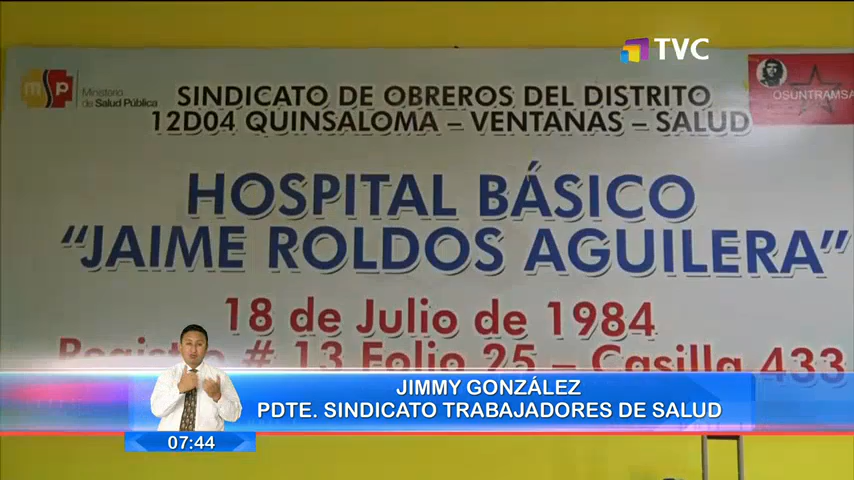 TVC
msp
Ministerio
de Salud Pública
OSUNTRAMSA
SINDICATO DE OBREROS DEL DISTRITO
12D04 QUINSALOMA – VENTANAS – SALUD
HOSPITAL BÁSICO
“JAIME ROLDOS AGUILERA”
18 de Julio de 1984
Registro # 13 Folio 25 – Casilla 433
JIMMY GONZÁLEZ
PDTE. SINDICATO TRABAJADORES DE SALUD
07:44